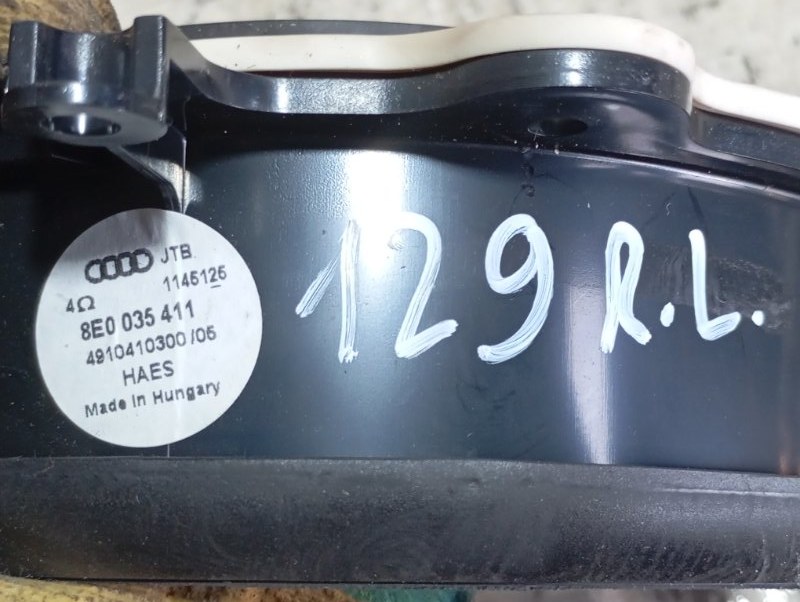 JTB.
1145125
4Ω
8E0 035 411
4910410300/05
HAES
Made in Hungary
129 R.L.